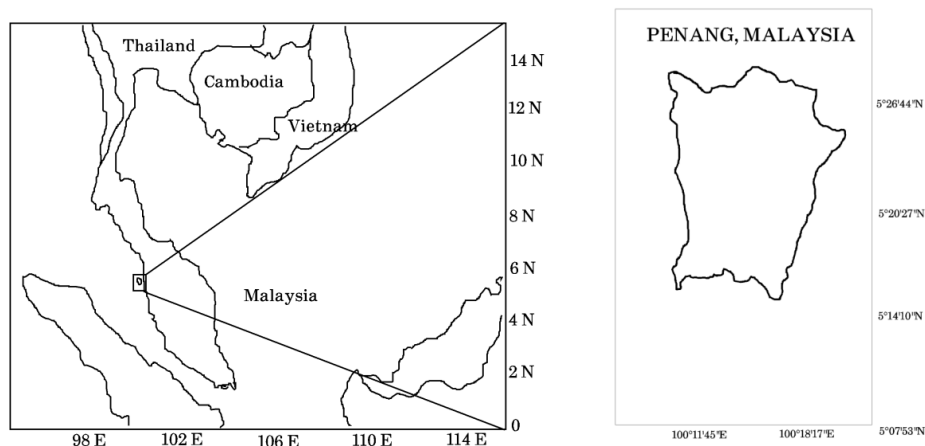 Thailand
Cambodia
Vietnam
Malaysia
14 N
12 N
10 N
8 N
6 N
4 N
2 N
0
98 E
102 E
106 E
110 E
114 E
PENANG, MALAYSIA
5°26'44"N
5°20'27"N
5°14'10"N
5°07'53"N
100°11'45"E
100°18'17"E